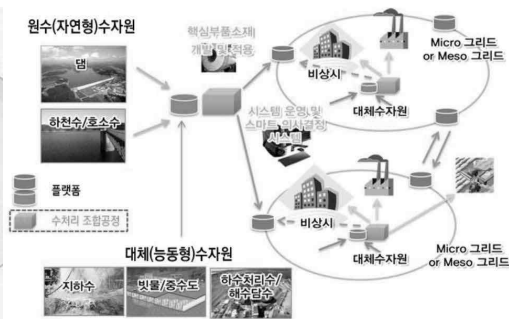 원수(자연형)수자원
댐
하천수/호소수
플랫폼
수처리 조합공정
핵심부품소재
개발 및 적용
시스템 운영 및
스마트 의사결정
시스템
비상시
대체수자원
Micro 그리드
or Meso 그리드
비상시
대체수자원
Micro 그리드
or Meso 그리드
대체(능동형)수자원
지하수
빗물/중수도
하수처리수/
해수담수